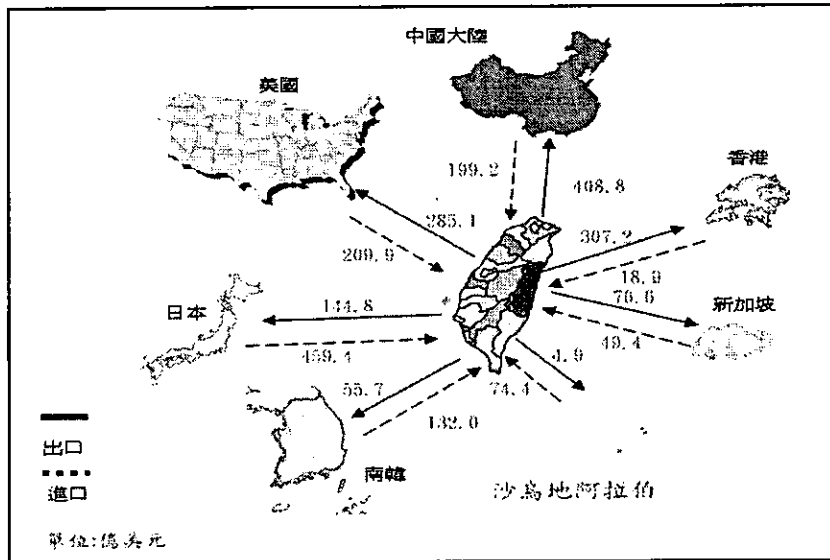 中國大陸
美國
香港
199.2
408.8
285.1
307.2
209.9
18.9
日本
144.8
70.6
新加坡
459.4
49.4
4.9
55.7
74.4
132.0
出口
進口
南韓
沙烏地阿拉伯
單位:億美元